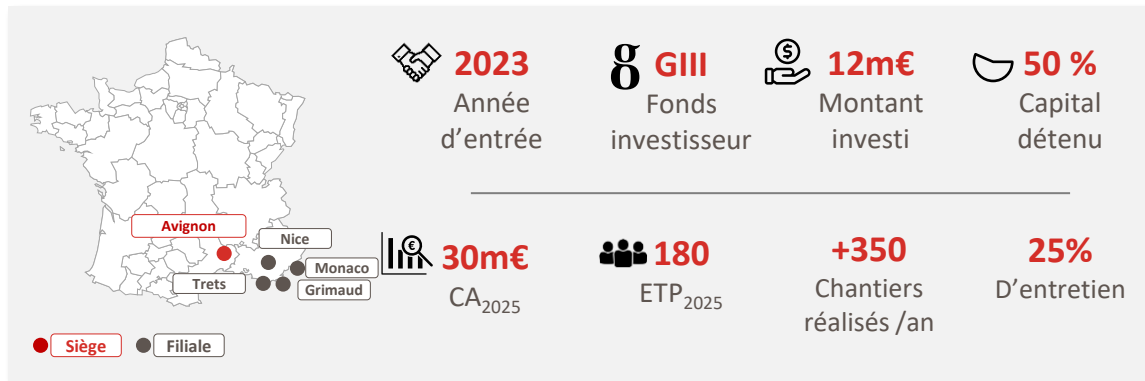 2023
Année
d’entrée
g GIII
Fonds
investisseur
$
12m€
Montant
investi
50 %
Capital
détenu
Avignon
Nice
Monaco
Trets
Grimaud
Siège
Filiale
€
30m€
CA2025
180
ETP2025
+350
Chantiers
réalisés /an
25%
D’entretien